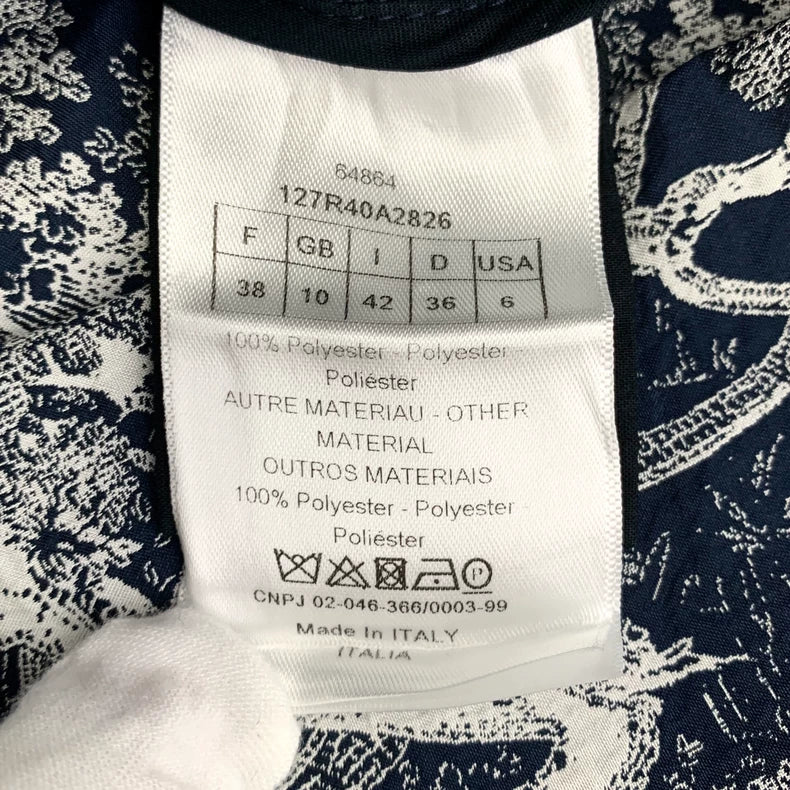 64864
127R40A2826
F GB I D USA
38 10 42 36 6
100% Polyester - Polyester -
Poliéster
AUTRE MATERIAU - OTHER
MATERIAL
OUTROS MATERIAIS
100% Polyester - Polyester -
Poliéster
P
CNPJ 02-046-366/0003-99
Made In ITALY
ITALIA